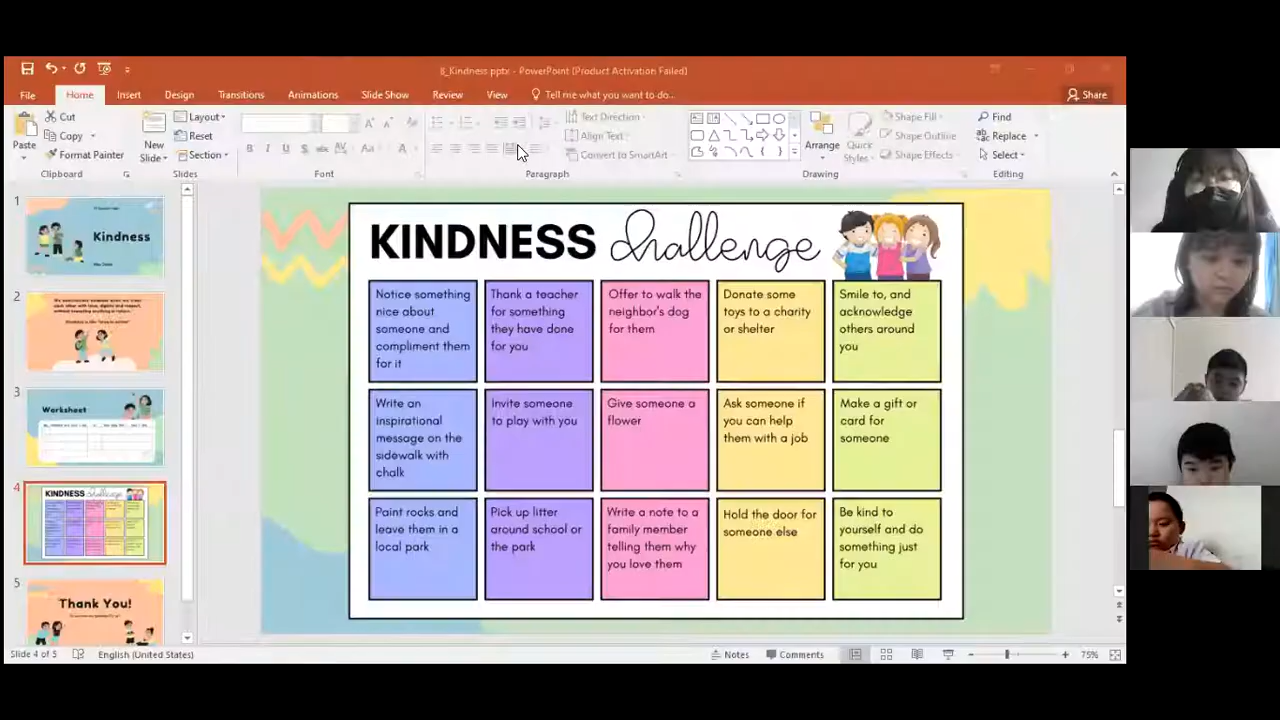 8_Kindness pptx - PowerPoint (Product Activation Failed)
File Home Insert Design Transitions Animations Slide Show Review View Tell me what you want to do... Share
Cut
Copy
Format Painter
Paste
Clipboard
New
Slide
Layout
Reset
Section
Slides
Font
Text Direction
Align Text
Convert to SmartArt
Paragraph
Arrange
Quick
Styles
Shape Fill
Shape Outline
Shape Effects
Drawing
Find
Replace
Select
Editing
1
Kindness
2
3
Worksheet
4
KINDNESS challenge
5
Thank You!
KINDNESS challenge
Notice something
nice about
someone and
compliment them
for it
Thank a teacher
for something
they have done
for you
Offer to walk the
neighbor's dog
for them
Donate some
toys to a charity
or shelter
Smile to, and
acknowledge
others around
you
Write an
inspirational
message on the
sidewalk with
chalk
Invite someone
to play with you
Give someone a
flower
Ask someone if
you can help
them with a job
Make a gift or
card for
someone
Paint rocks and
leave them in a
local park
Pick up litter
around school or
the park
Write a note to a
family member
telling them why
you love them
Hold the door for
someone else
Be kind to
yourself and do
something just
for you
Slide 4 of 5 English (United States) Notes Comments 75%